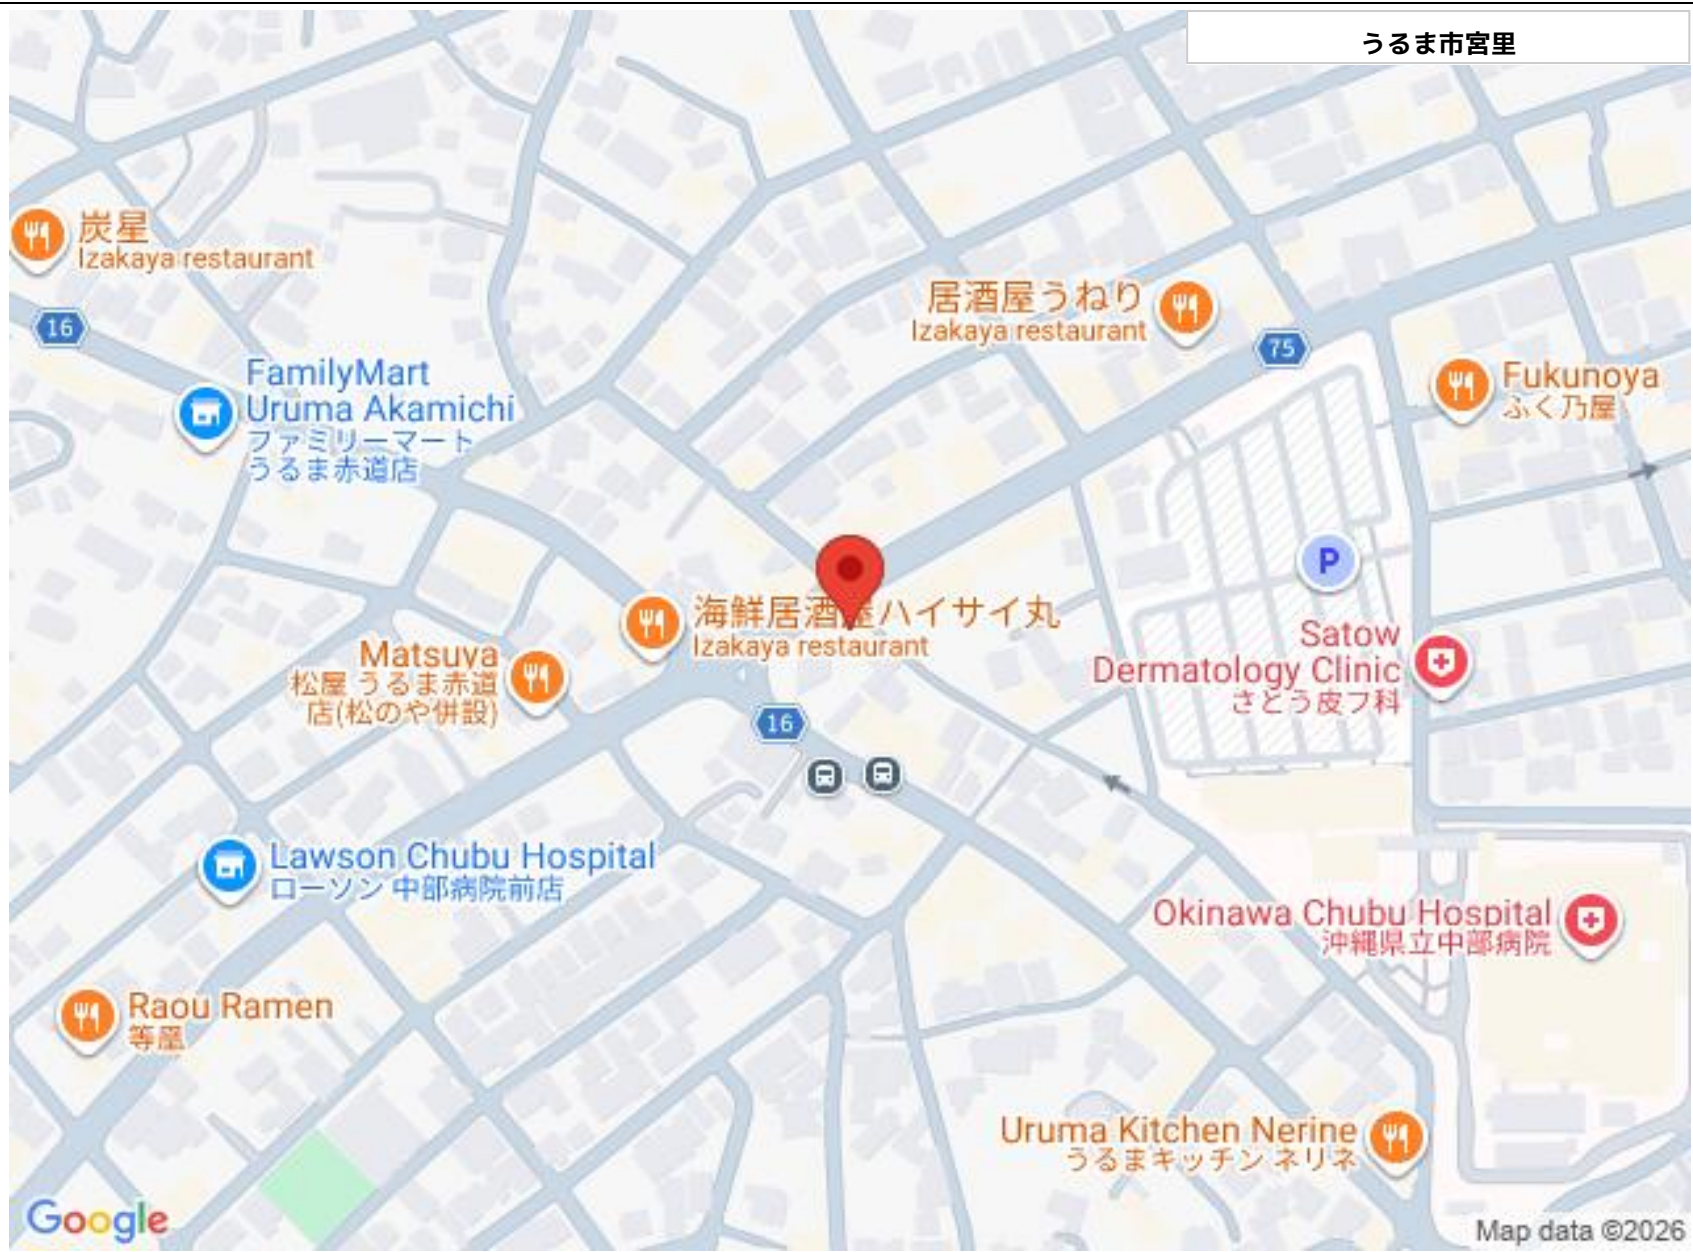 うるま市宮里
炭星
Izakaya restaurant
16
居酒屋うねり
Izakaya restaurant
75
FamilyMart
Uruma Akamichi
ファミリーマート
うるま赤道店
Fukunoya
ふく乃屋
P
海鮮居酒屋ハイサイ丸
Izakaya restaurant
Matsuya
松屋 うるま赤道
店(松のや併設)
Satow
Dermatology Clinic
さとう皮フ科
16
Lawson Chubu Hospital
ローソン 中部病院前店
Okinawa Chubu Hospital
沖縄県立中部病院
Raou Ramen
Uruma Kitchen Nerine
うるまキッチン ネリネ
Google
Map data ©2026